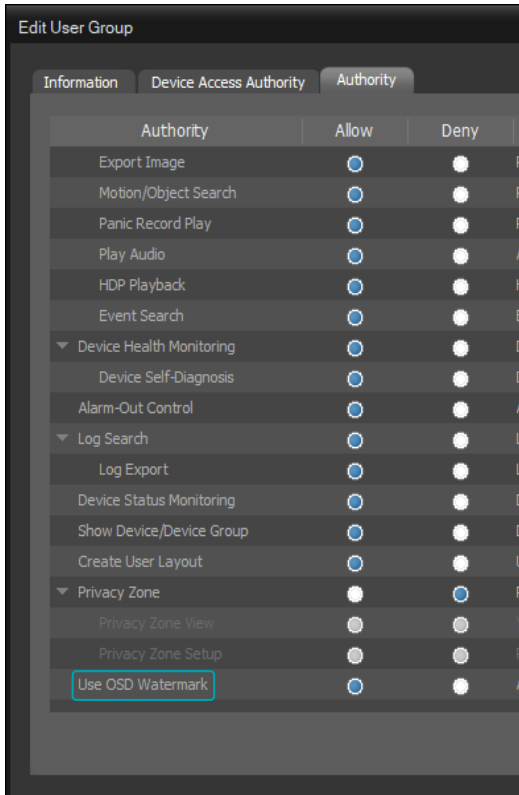 Edit User Group
Information Device Access Authority Authority
Authority Allow Deny
Export Image
Motion/Object Search
Panic Record Play
Play Audio
HDP Playback
Event Search
Device Health Monitoring
Device Self-Diagnosis
Alarm-Out Control
Log Search
Log Export
Device Status Monitoring
Show Device/Device Group
Create User Layout
Privacy Zone
Privacy Zone View
Privacy Zone Setup
Use OSD Watermark